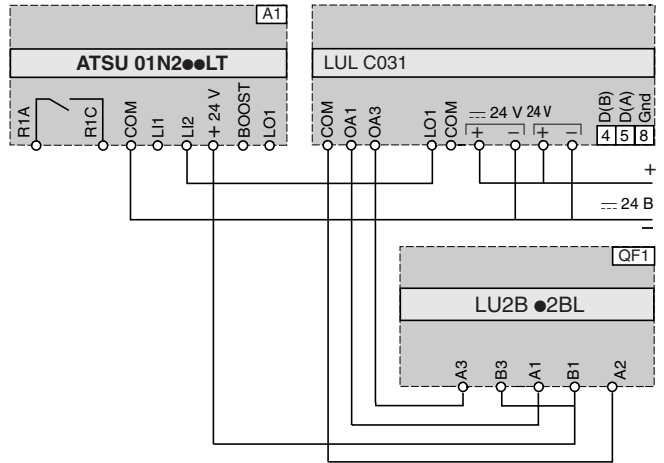 A1
ATSU 01N2●●LT
R1A
R1C
COM
LI1
LI2
+ 24 V
BOOST
LO1
LUL C031
COM
OA1
OA3
LO1
COM
24 V
+ −
24 V
+ −
D(B)
D(A)
Gnd
4 5 8
+
24 В
−
QF1
LU2B ●2BL
A3
B3
A1
B1
A2